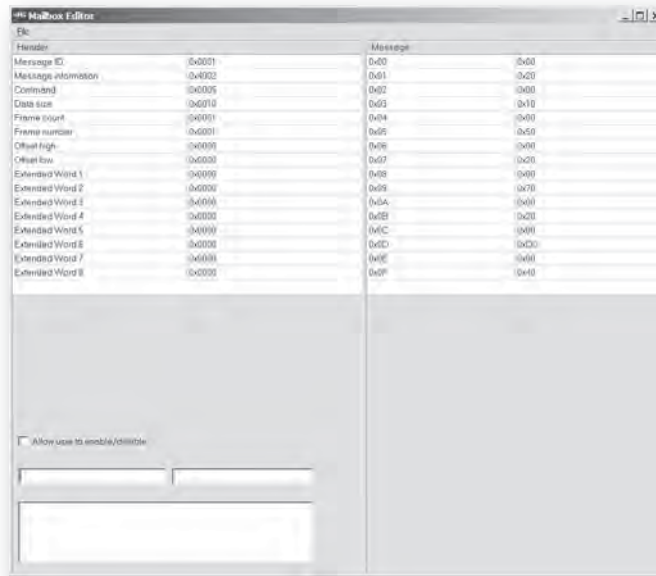 Mailbox Editor
File
Header
Message ID 0x0001
Message information 0x4002
Command 0x0005
Data size 0x0010
Frame count 0x0001
Frame number 0x0001
Offset high 0x0000
Offset low 0x0000
Extended Word 1 0x0000
Extended Word 2 0x0000
Extended Word 3 0x0000
Extended Word 4 0x0000
Extended Word 5 0x0000
Extended Word 6 0x0000
Extended Word 7 0x0000
Extended Word 8 0x0000
Allow user to enable/disable
Message
0x00 0x00
0x01 0x20
0x02 0x00
0x03 0x10
0x04 0x00
0x05 0x50
0x06 0x00
0x07 0x20
0x08 0x00
0x09 0x70
0x0A 0x00
0x0B 0x20
0x0C 0x00
0x0D 0xD0
0x0E 0x00
0x0F 0x40